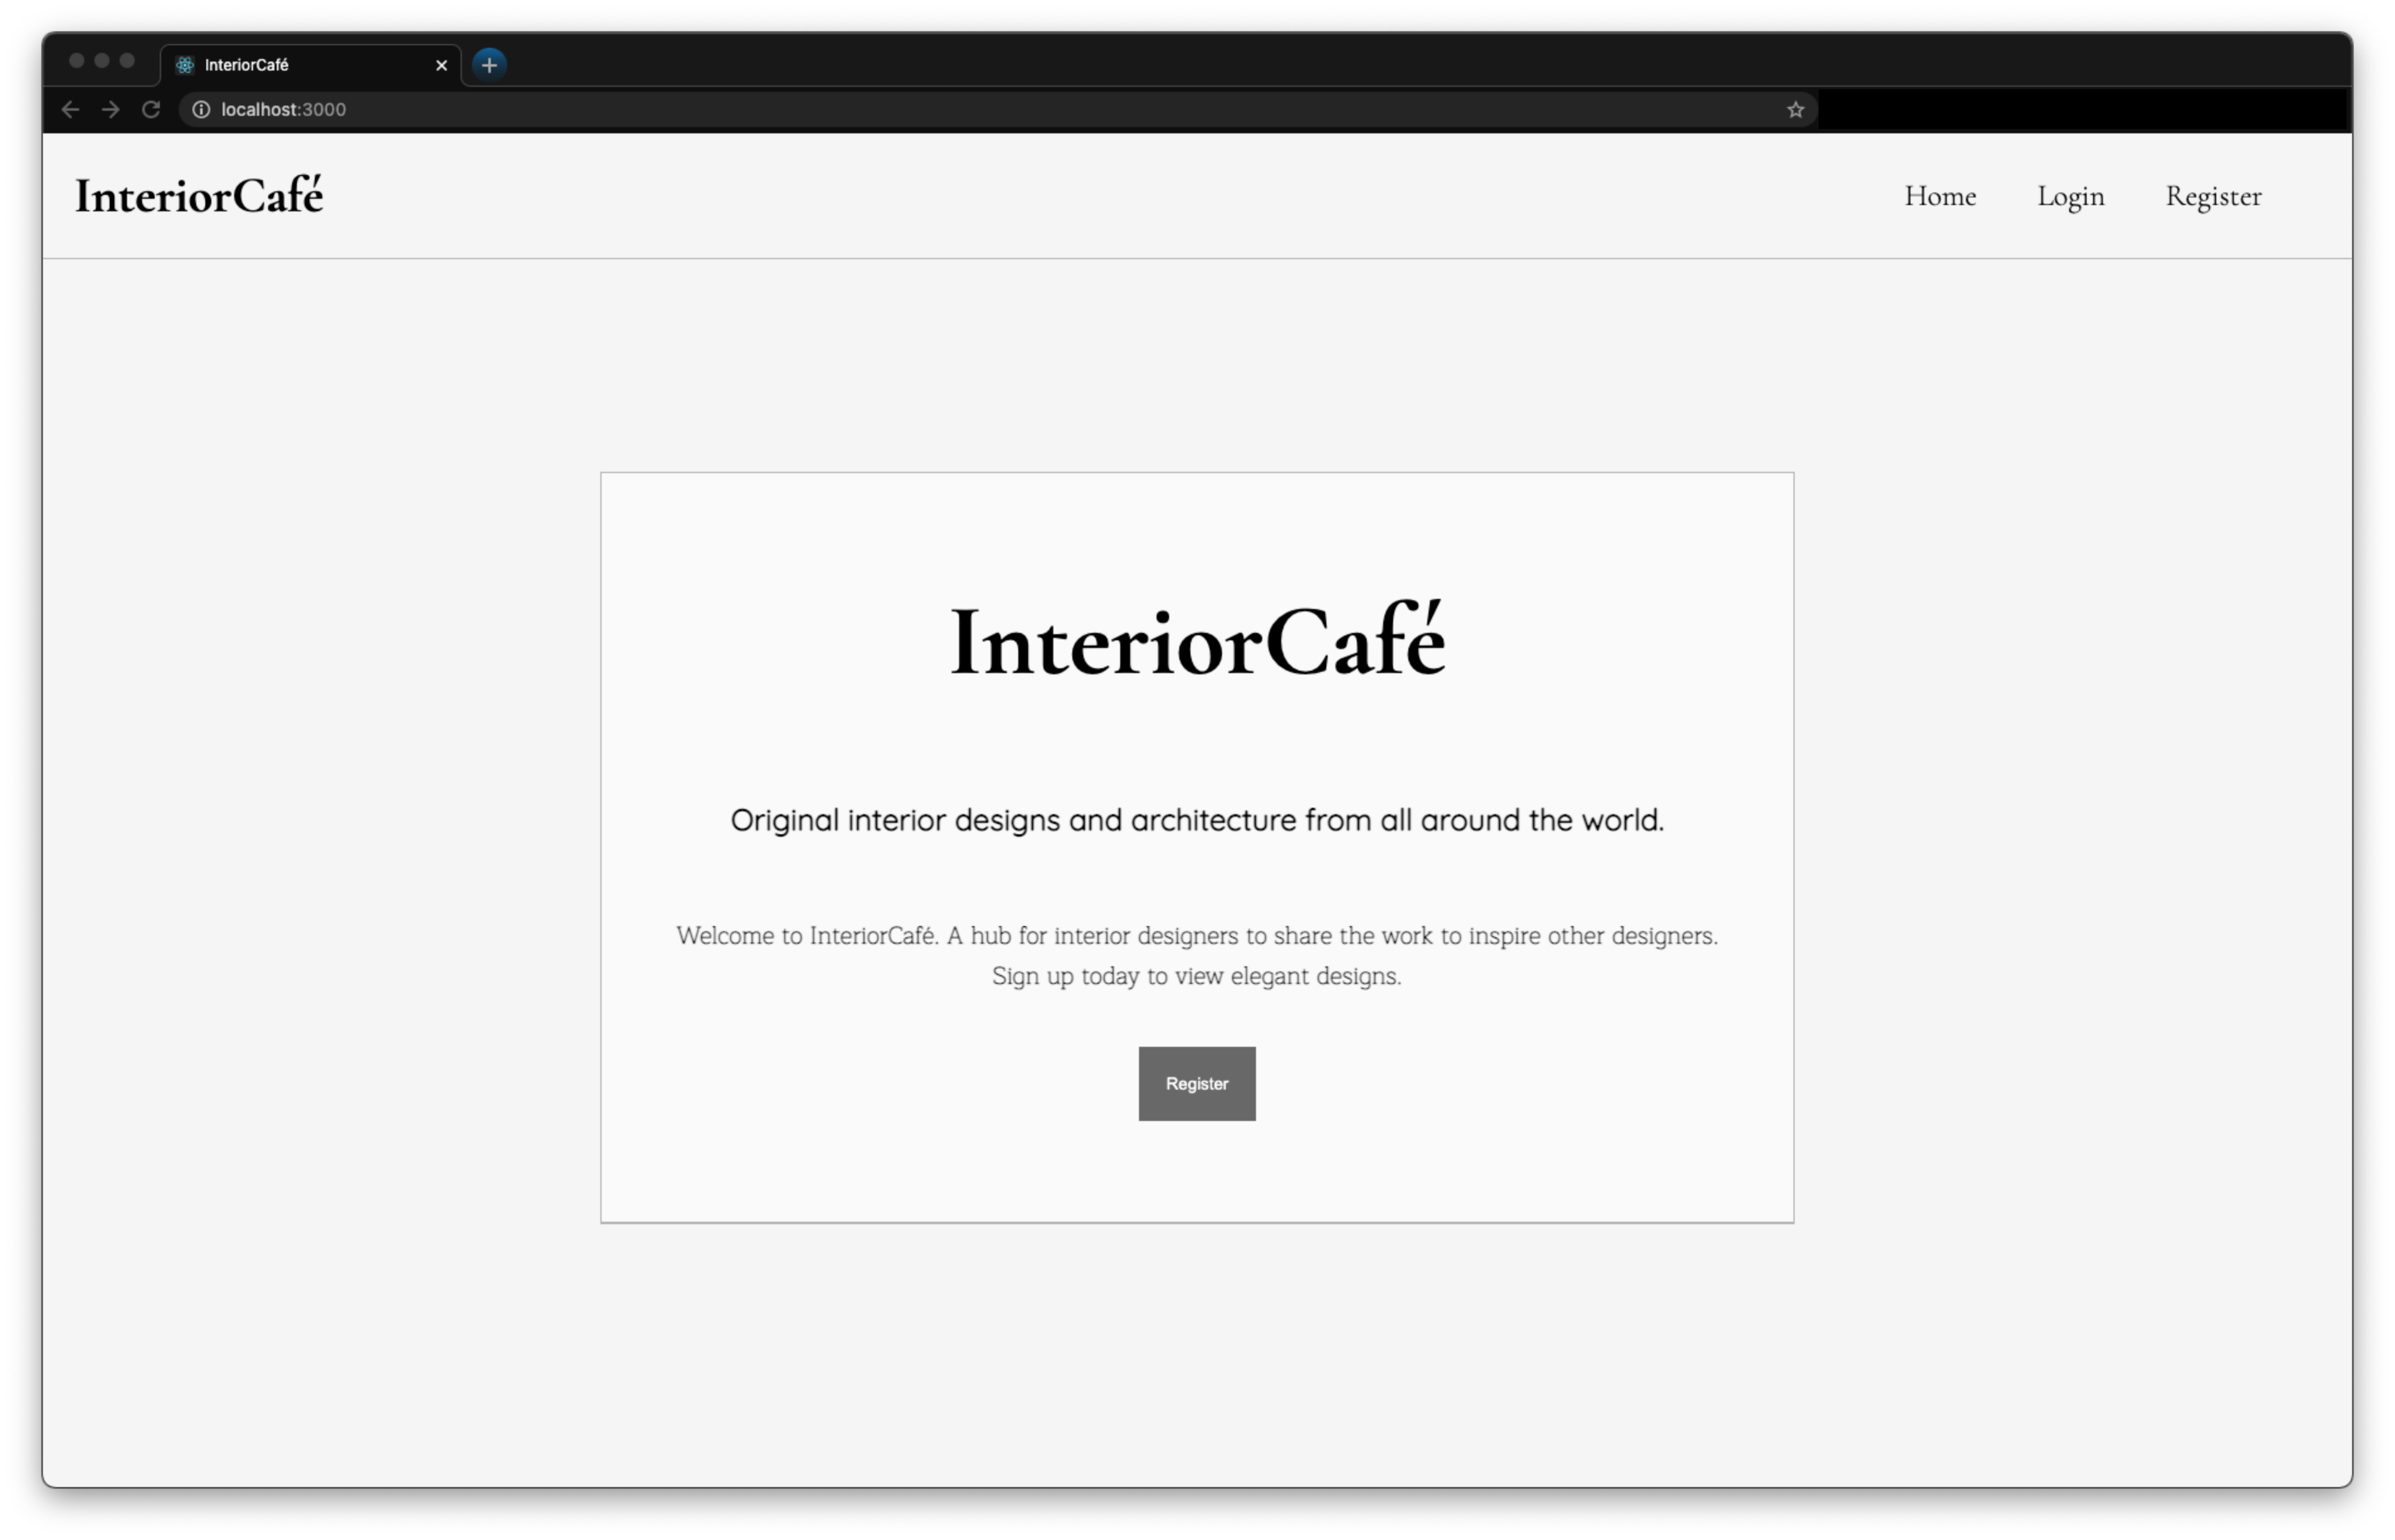 InteriorCafé
localhost:3000
InteriorCafé
Home Login Register
InteriorCafé
Original interior designs and architecture from all around the world.
Welcome to InteriorCafé. A hub for interior designers to share the work to inspire other designers.
Sign up today to view elegant designs.
Register